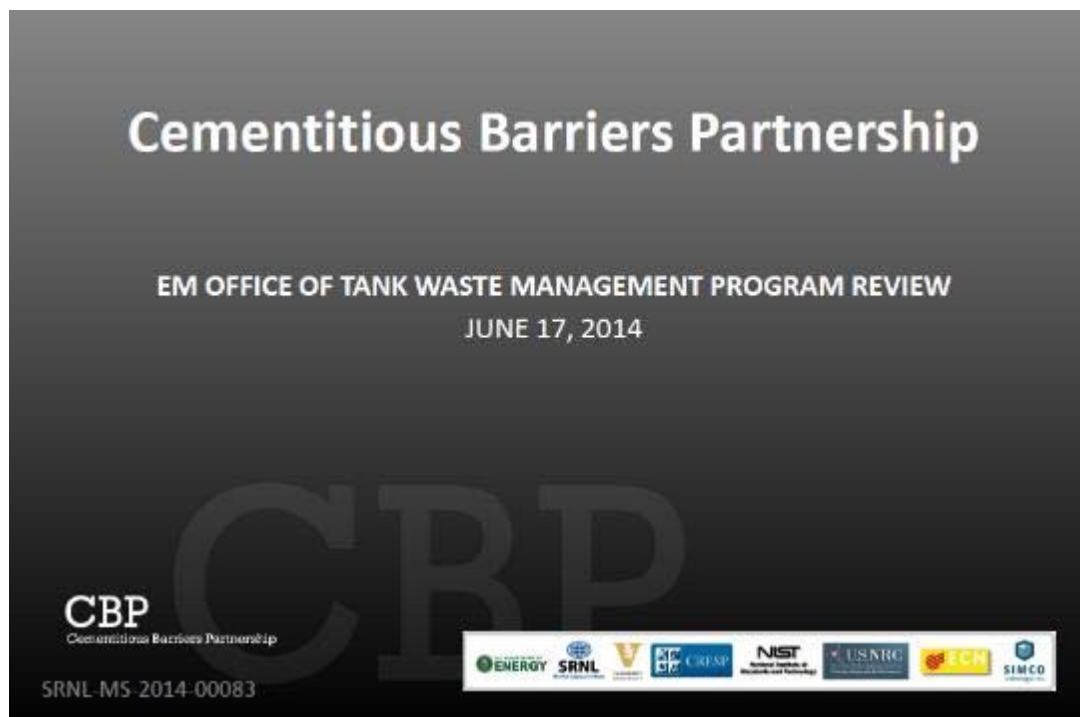 Cementitious Barriers Partnership
EM OFFICE OF TANK WASTE MANAGEMENT PROGRAM REVIEW
JUNE 17, 2014
CBP
CBP
Cementitious Barriers Partnership
ENERGY SRNL CRESP NIST USNRC ECN SIMCO
SRNL-MS-2014-00083